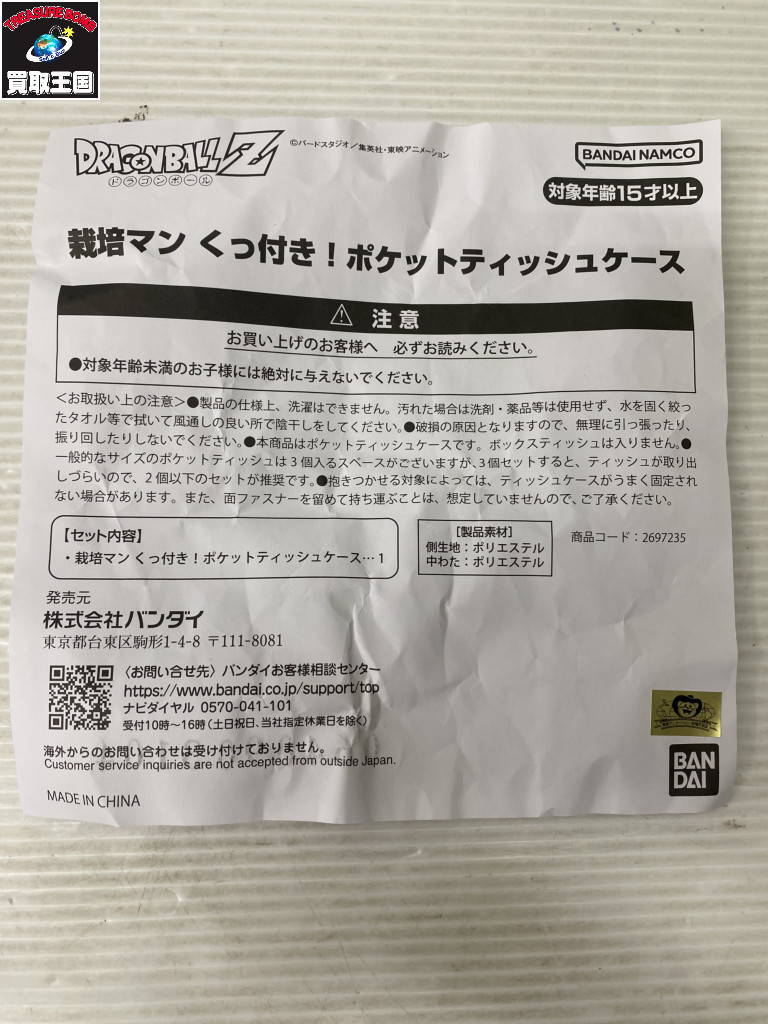 TAKARASUME BOMB
買取王国
DRAGONBALL Z
ドラゴンボール
©バードスタジオ／集英社・東映アニメーション
BANDAI NAMCO
対象年齢15才以上
栽培マン くっ付き！ポケットティッシュケース
⚠ 注意
お買い上げのお客様へ　必ずお読みください。
●対象年齢未満のお子様には絶対に与えないでください。
＜お取扱い上の注意＞●製品の仕様上、洗濯はできません。汚れた場合は洗剤・薬品等は使用せず、水を固く絞っ
たタオル等で拭いて風通しの良い所で陰干しをしてください。●破損の原因となりますので、無理に引っ張ったり、
振り回したりしないでください。●本商品はポケットティッシュケースです。ボックスティッシュは入りません。●
一般的なサイズのポケットティッシュは3個入るスペースがございますが、3個セットすると、ティッシュが取り出
しづらいので、2個以下のセットが推奨です。●抱きつかせる対象によっては、ティッシュケースがうまく固定され
ない場合があります。また、面ファスナーを留めて持ち運ぶことは、想定していませんので、ご了承ください。
【セット内容】
・栽培マン くっ付き！ポケットティッシュケース…1
［製品素材］
側生地：ポリエステル
中わた：ポリエステル
商品コード：2697235
発売元
株式会社バンダイ
東京都台東区駒形1-4-8 〒111-8081
〈お問い合せ先〉バンダイお客様相談センター
https://www.bandai.co.jp/support/top
ナビダイヤル 0570-041-101
受付10時～16時（土日祝日、当社指定休業日を除く）
海外からのお問い合わせは受け付けておりません。
Customer service inquiries are not accepted from outside Japan.
BAN
DAI
MADE IN CHINA